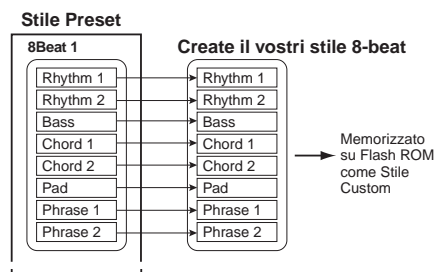 Stile Preset
8Beat 1
Rhythm 1
Rhythm 2
Bass
Chord 1
Chord 2
Pad
Phrase 1
Phrase 2
Create il vostri stile 8-beat
Rhythm 1
Rhythm 2
Bass
Chord 1
Chord 2
Pad
Phrase 1
Phrase 2
Memorizzato
su Flash ROM
come Stile
Custom